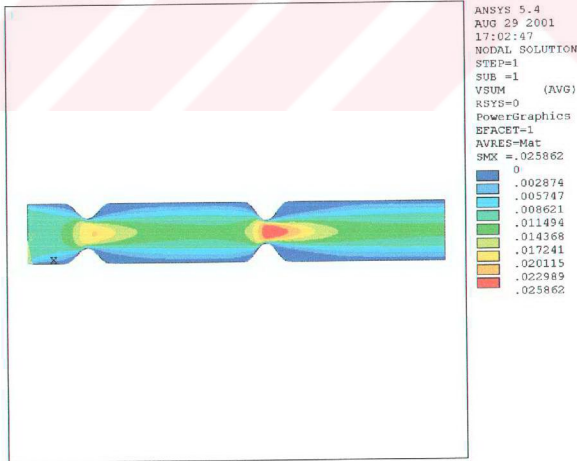 ANSYS 5.4
AUG 29 2001
17:02:47
NODAL SOLUTION
STEP=1
SUB =1
VSUM (AVG)
RSYS=0
PowerGraphics
EFACET=1
AVRES=Mat
SMX =.025862
0
.002874
.005747
.008621
.011494
.014368
.017241
.020115
.022989
.025862
X